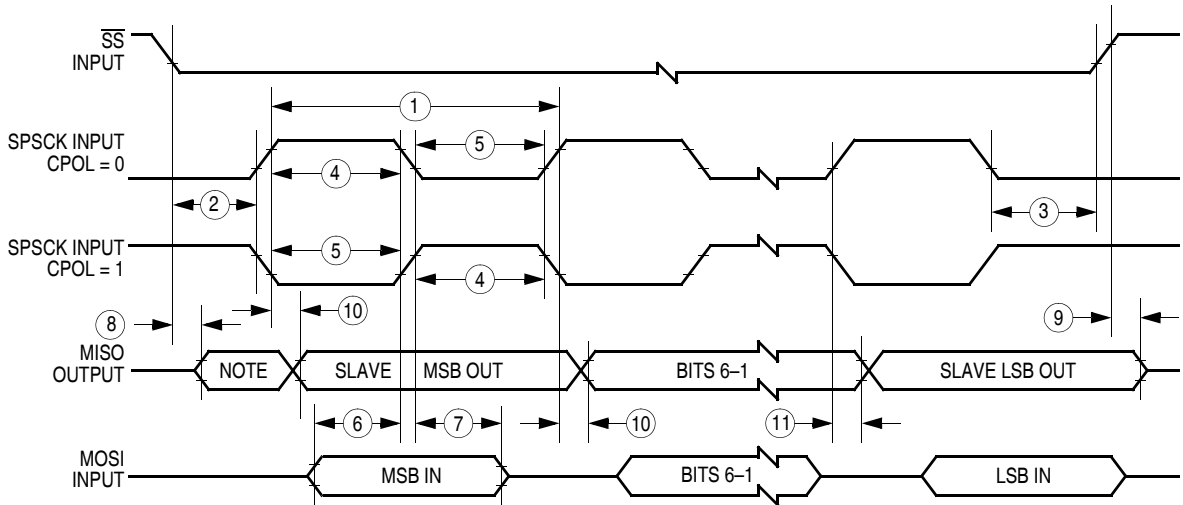 SS
INPUT
1
SPSCK INPUT
CPOL = 0
5
4
2
3
SPSCK INPUT
CPOL = 1
5
4
8
10
9
MISO
OUTPUT
NOTE
SLAVE MSB OUT
BITS 6–1
SLAVE LSB OUT
6
7
10
11
MOSI
INPUT
MSB IN
BITS 6–1
LSB IN